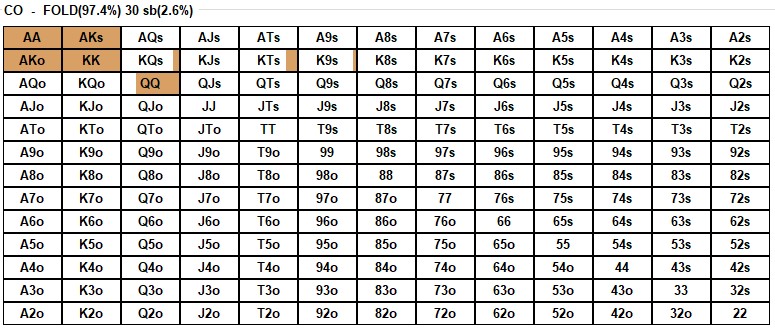 CO - FOLD(97.4%) 30 sb(2.6%)
AA AKs AQs AJs ATs A9s A8s A7s A6s A5s A4s A3s A2s
AKo KK KQs KJs KTs K9s K8s K7s K6s K5s K4s K3s K2s
AQo KQo QQ QJs QTs Q9s Q8s Q7s Q6s Q5s Q4s Q3s Q2s
AJo KJo QJo JJ JTs J9s J8s J7s J6s J5s J4s J3s J2s
ATo KTo QTo JTo TT T9s T8s T7s T6s T5s T4s T3s T2s
A9o K9o Q9o J9o T9o 99 98s 97s 96s 95s 94s 93s 92s
A8o K8o Q8o J8o T8o 98o 88 87s 86s 85s 84s 83s 82s
A7o K7o Q7o J7o T7o 97o 87o 77 76s 75s 74s 73s 72s
A6o K6o Q6o J6o T6o 96o 86o 76o 66 65s 64s 63s 62s
A5o K5o Q5o J5o T5o 95o 85o 75o 65o 55 54s 53s 52s
A4o K4o Q4o J4o T4o 94o 84o 74o 64o 54o 44 43s 42s
A3o K3o Q3o J3o T3o 93o 83o 73o 63o 53o 43o 33 32s
A2o K2o Q2o J2o T2o 92o 82o 72o 62o 52o 42o 32o 22